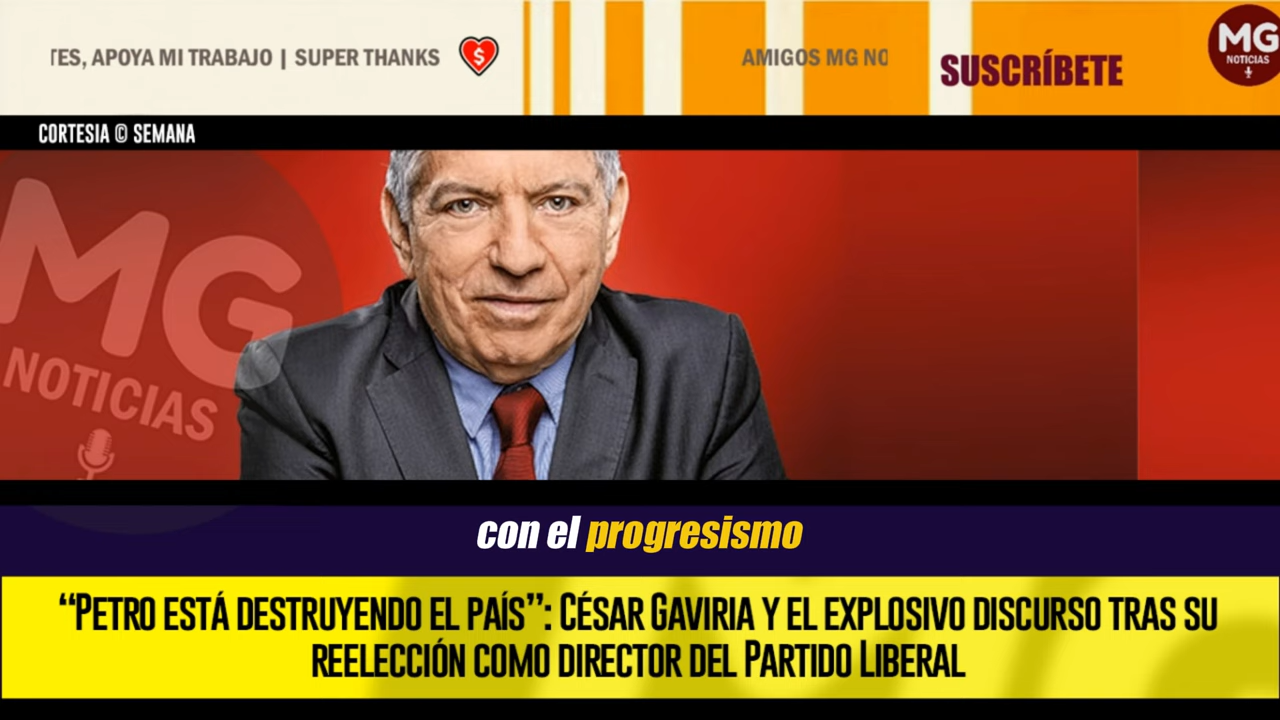 TES, APOYA MI TRABAJO | SUPER THANKS
AMIGOS MG NO
SUSCRÍBETE
MG
NOTICIAS
CORTESIA © SEMANA
MG
NOTICIAS
con el progresismo
“PETRO ESTÁ DESTRUYENDO EL PAÍS”: CÉSAR GAVIRIA Y EL EXPLOSIVO DISCURSO TRAS SU
REELECCIÓN COMO DIRECTOR DEL PARTIDO LIBERAL